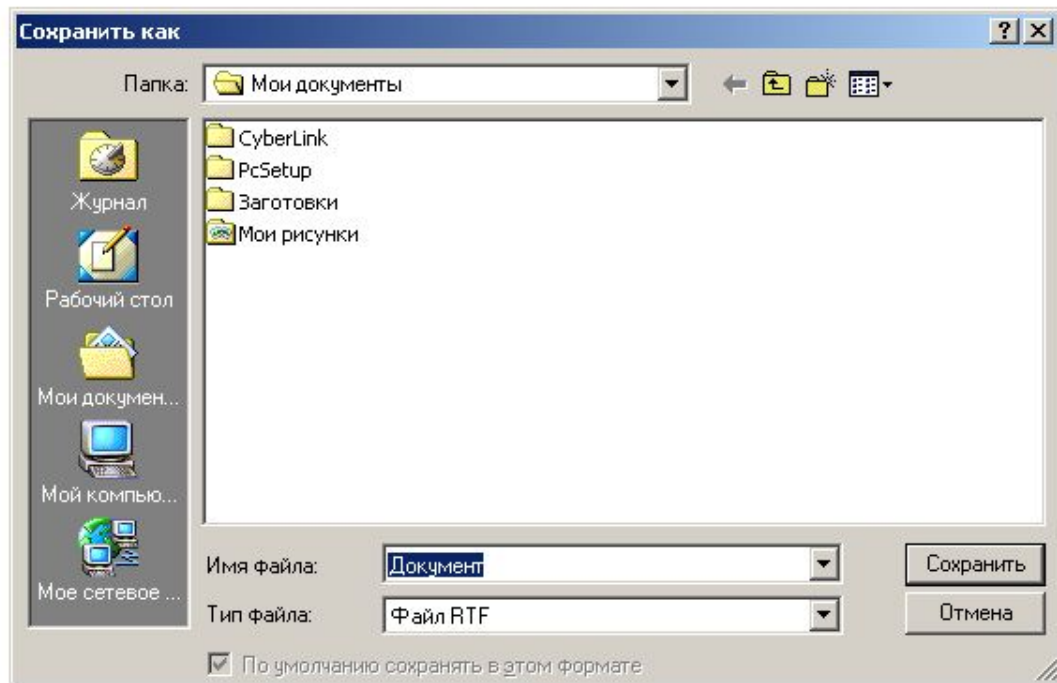 Сохранить как
Папка:
Мои документы
Журнал
Рабочий стол
Мои докумен...
Мой компью...
Мое сетевое ...
CyberLink
PcSetup
Заготовки
Мои рисунки
Имя файла:
Документ
Сохранить
Тип файла:
Файл RTF
Отмена
По умолчанию сохранять в этом формате